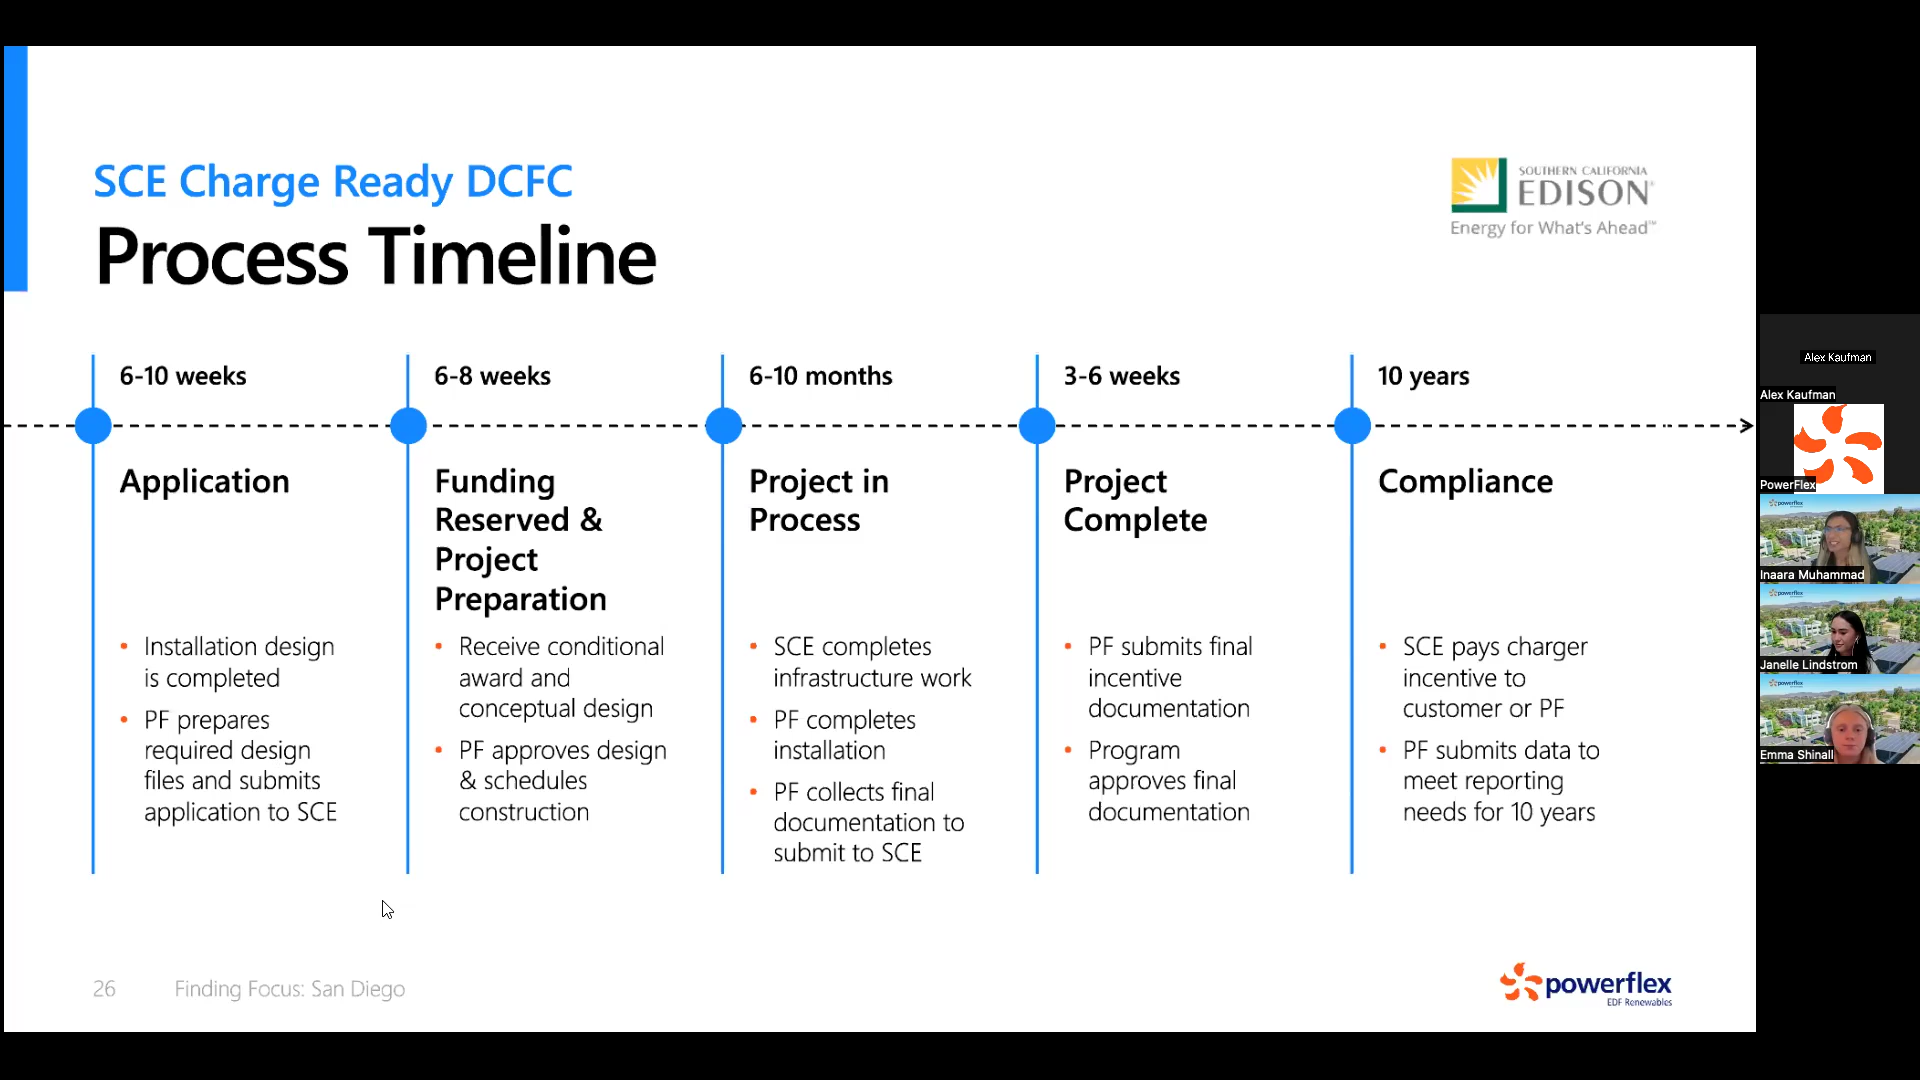 SCE Charge Ready DCFC
Process Timeline
SOUTHERN CALIFORNIA
EDISON®
Energy for What's Ahead™
6-10 weeks
Application
• Installation design
is completed
• PF prepares
required design
files and submits
application to SCE
6-8 weeks
Funding
Reserved &
Project
Preparation
• Receive conditional
award and
conceptual design
• PF approves design
& schedules
construction
6-10 months
Project in
Process
• SCE completes
infrastructure work
• PF completes
installation
• PF collects final
documentation to
submit to SCE
3-6 weeks
Project
Complete
• PF submits final
incentive
documentation
• Program
approves final
documentation
10 years
Compliance
• SCE pays charger
incentive to
customer or PF
• PF submits data to
meet reporting
needs for 10 years
26 Finding Focus: San Diego
powerflex
EDF Renewables
Alex Kaufman
Alex Kaufman
PowerFlex
powerflex
Inaara Muhammad
powerflex
Janelle Lindstrom
powerflex
Emma Shinall